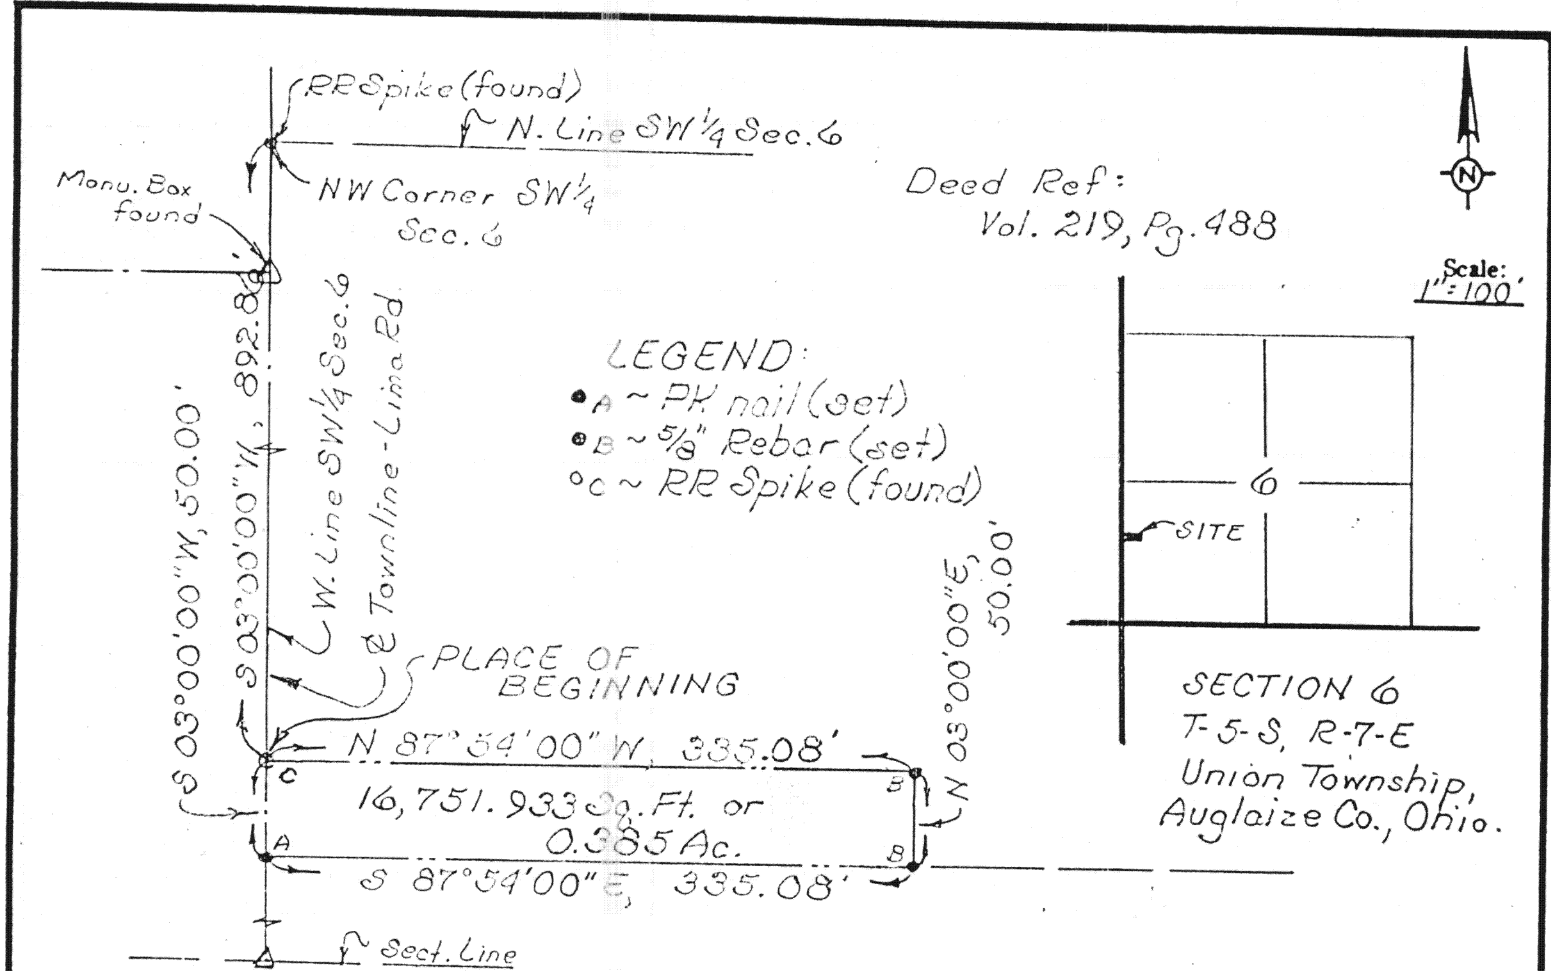 RR Spike (found)
N. Line SW 1/4 Sec. 6
Monu. Box
found
NW Corner SW 1/4
Sec. 6
Deed Ref:
Vol. 219, Pg. 488
N
Scale:
1"=100'
S 03°00'00" W, 892.86'
W. Line SW 1/4 Sec. 6
℄ Townline-Lima Rd.
LEGEND:
A ~ PK nail (set)
B ~ 5/8" Rebar (set)
C ~ RR Spike (found)
6
SITE
S 03°00'00" W, 50.00'
N 03°00'00" E,
50.00'
PLACE OF
BEGINNING
SECTION 6
T-5-S, R-7-E
Union Township,
Auglaize Co., Ohio.
N 87°54'00" W, 335.08'
C
B
16,751.933 Sq. Ft. or
0.385 Ac.
A
B
S 87°54'00" E, 335.08'
Sect. Line